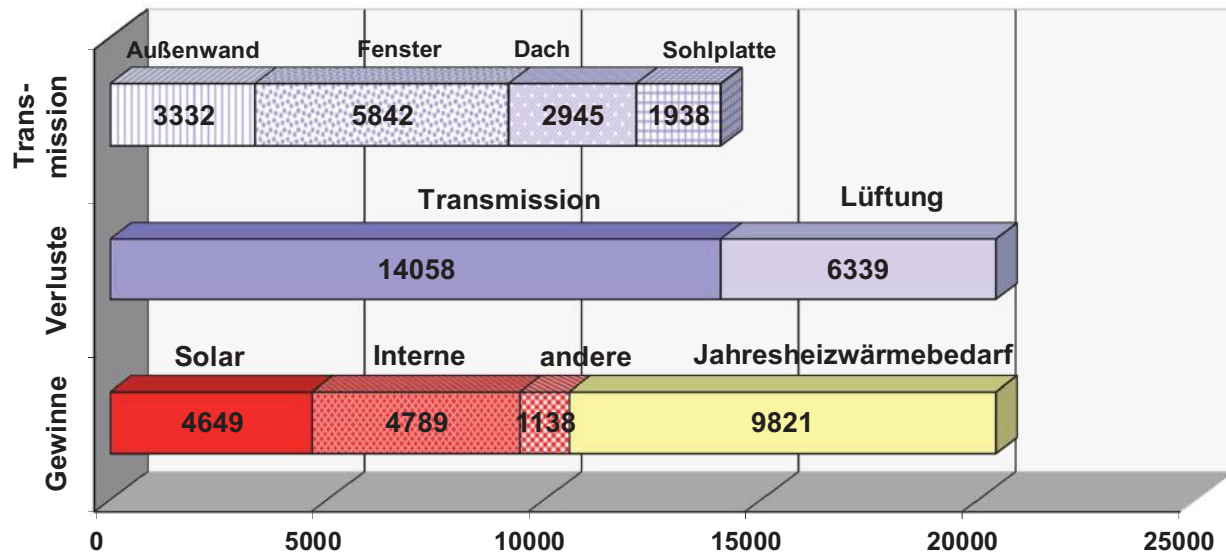 Trans-
mission
Außenwand Fenster Dach Sohlplatte
3332 5842 2945 1938
Verluste
Transmission Lüftung
14058 6339
Gewinne
Solar Interne andere Jahresheizwärmebedarf
4649 4789 1138 9821
0 5000 10000 15000 20000 25000